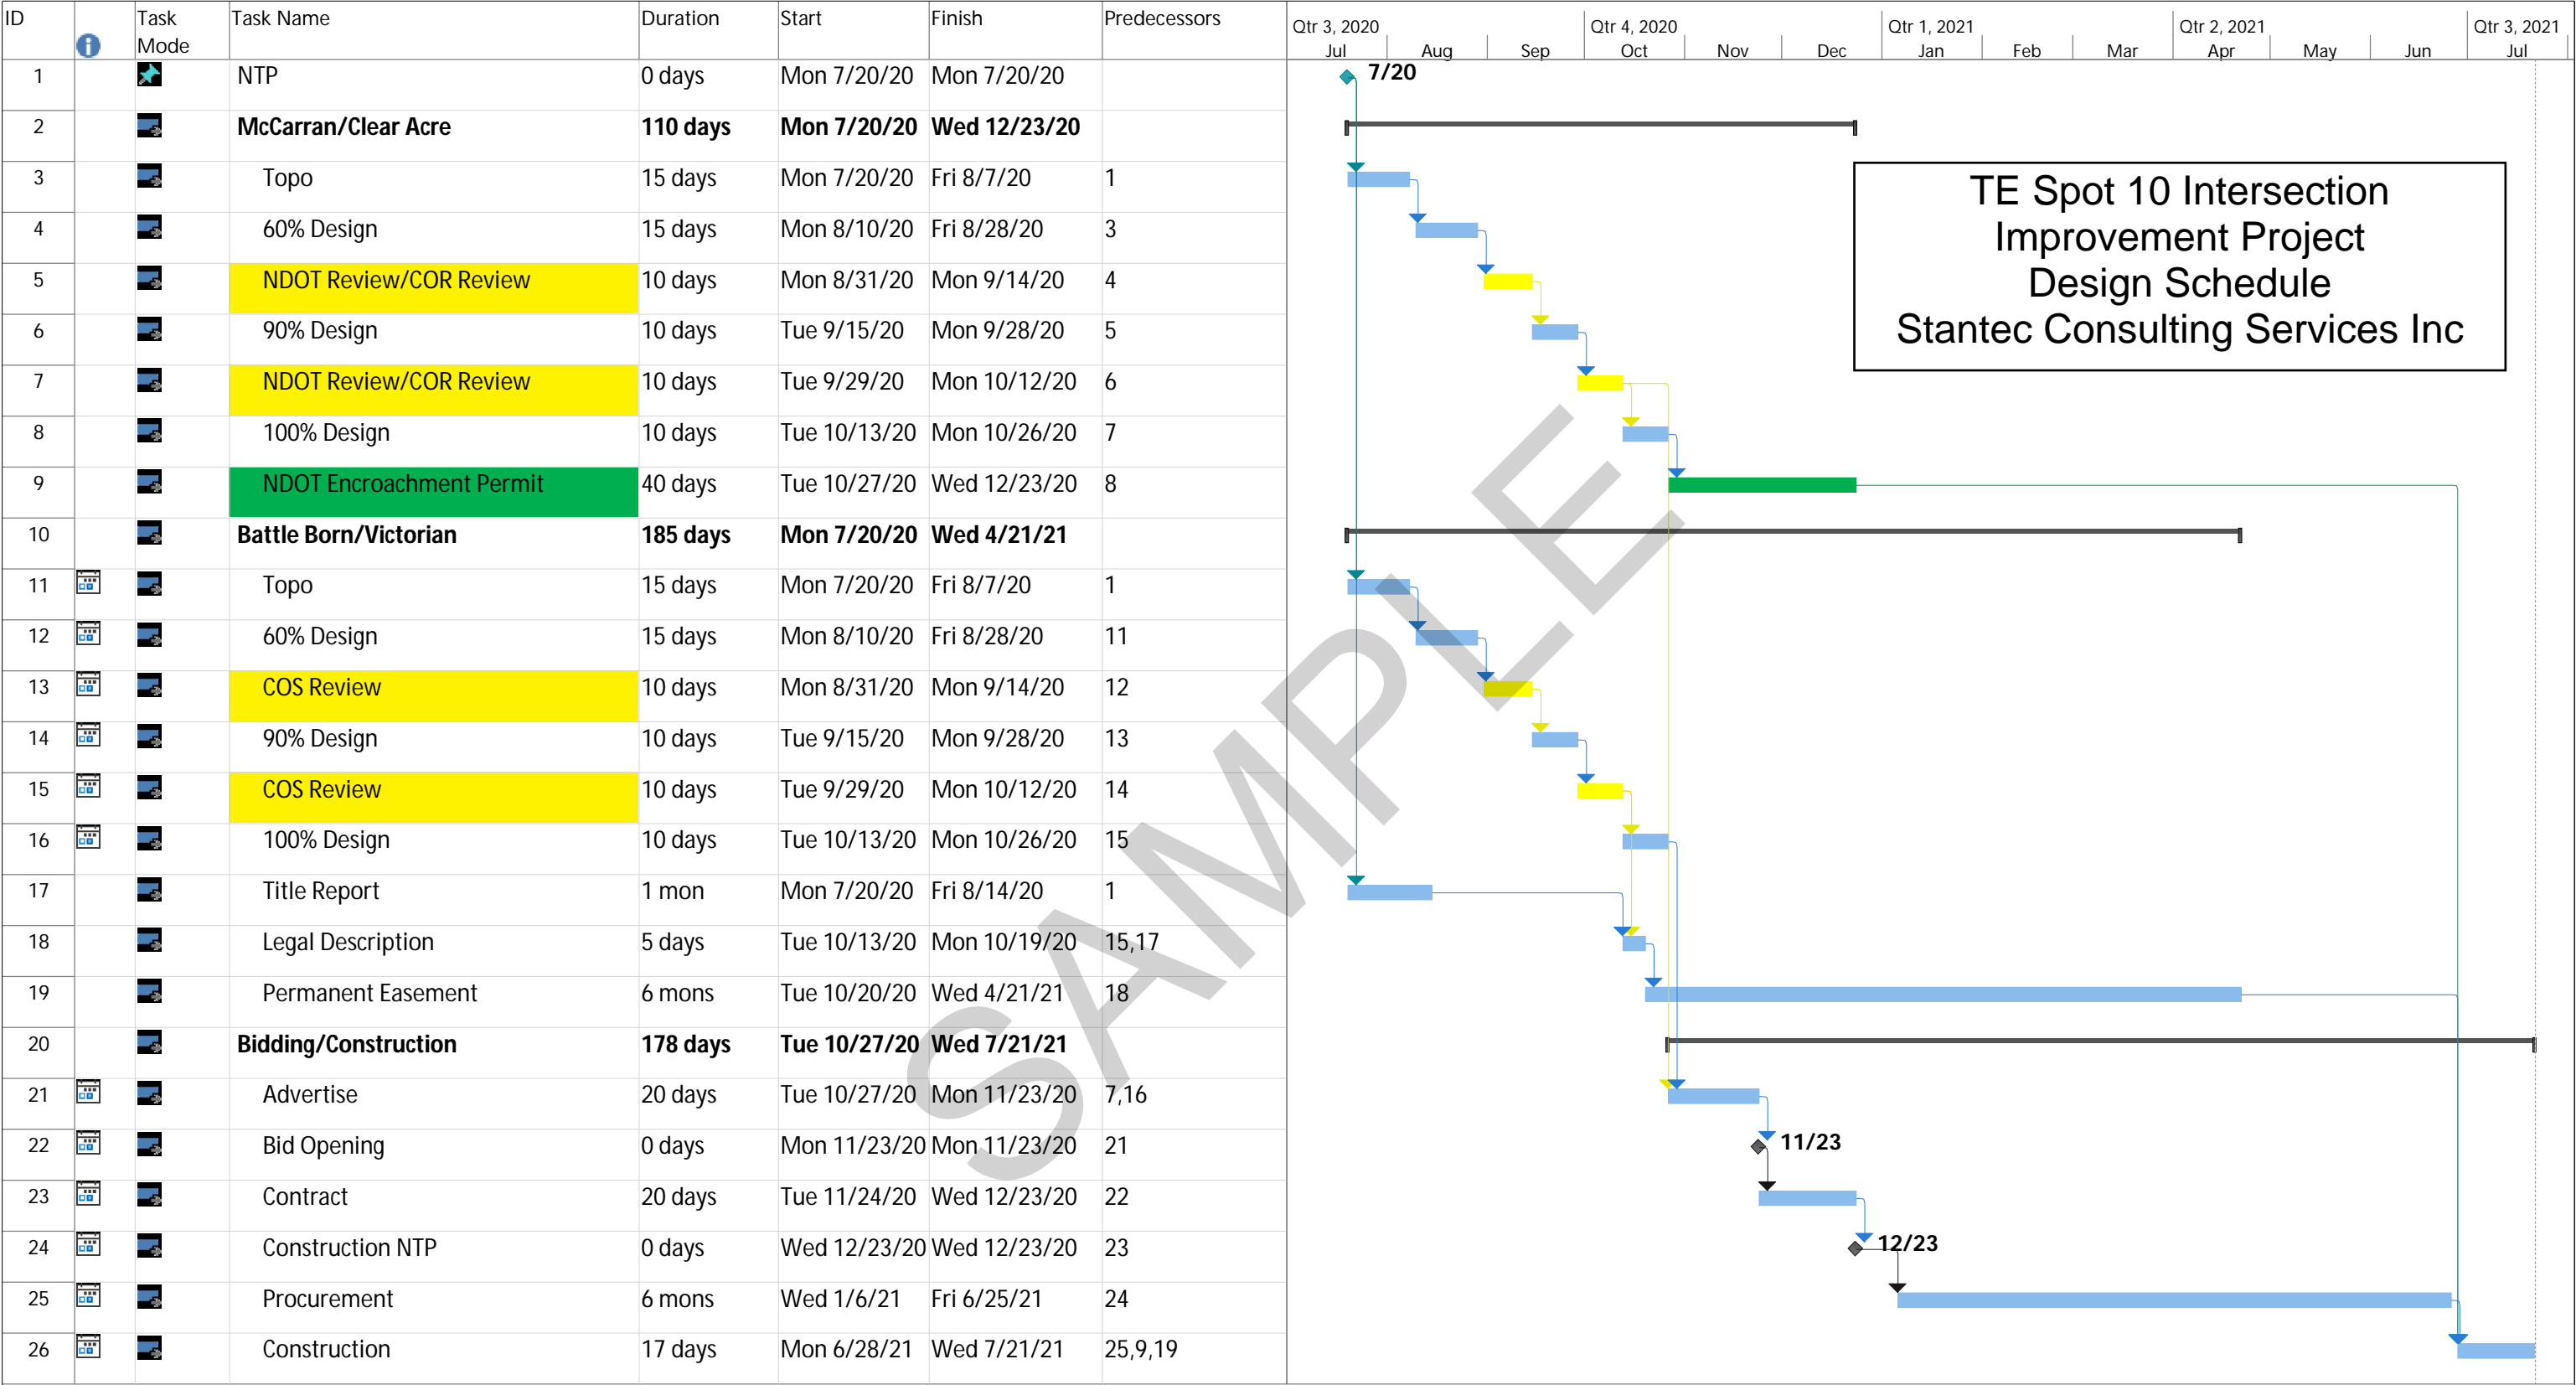 ID Task Mode Task Name Duration Start Finish Predecessors
Qtr 3, 2020 Qtr 4, 2020 Qtr 1, 2021 Qtr 2, 2021 Qtr 3, 2021
Jul Aug Sep Oct Nov Dec Jan Feb Mar Apr May Jun Jul
1 NTP 0 days Mon 7/20/20 Mon 7/20/20 7/20
2 McCarran/Clear Acre 110 days Mon 7/20/20 Wed 12/23/20
3 Topo 15 days Mon 7/20/20 Fri 8/7/20 1
4 60% Design 15 days Mon 8/10/20 Fri 8/28/20 3
5 NDOT Review/COR Review 10 days Mon 8/31/20 Mon 9/14/20 4
6 90% Design 10 days Tue 9/15/20 Mon 9/28/20 5
7 NDOT Review/COR Review 10 days Tue 9/29/20 Mon 10/12/20 6
8 100% Design 10 days Tue 10/13/20 Mon 10/26/20 7
9 NDOT Encroachment Permit 40 days Tue 10/27/20 Wed 12/23/20 8
10 Battle Born/Victorian 185 days Mon 7/20/20 Wed 4/21/21
11 Topo 15 days Mon 7/20/20 Fri 8/7/20 1
12 60% Design 15 days Mon 8/10/20 Fri 8/28/20 11
13 COS Review 10 days Mon 8/31/20 Mon 9/14/20 12
14 90% Design 10 days Tue 9/15/20 Mon 9/28/20 13
15 COS Review 10 days Tue 9/29/20 Mon 10/12/20 14
16 100% Design 10 days Tue 10/13/20 Mon 10/26/20 15
17 Title Report 1 mon Mon 7/20/20 Fri 8/14/20 1
18 Legal Description 5 days Tue 10/13/20 Mon 10/19/20 15,17
19 Permanent Easement 6 mons Tue 10/20/20 Wed 4/21/21 18
20 Bidding/Construction 178 days Tue 10/27/20 Wed 7/21/21
21 Advertise 20 days Tue 10/27/20 Mon 11/23/20 7,16
22 Bid Opening 0 days Mon 11/23/20 Mon 11/23/20 21 11/23
23 Contract 20 days Tue 11/24/20 Wed 12/23/20 22
24 Construction NTP 0 days Wed 12/23/20 Wed 12/23/20 23 12/23
25 Procurement 6 mons Wed 1/6/21 Fri 6/25/21 24
26 Construction 17 days Mon 6/28/21 Wed 7/21/21 25,9,19
TE Spot 10 Intersection
Improvement Project
Design Schedule
Stantec Consulting Services Inc
SAMPLE